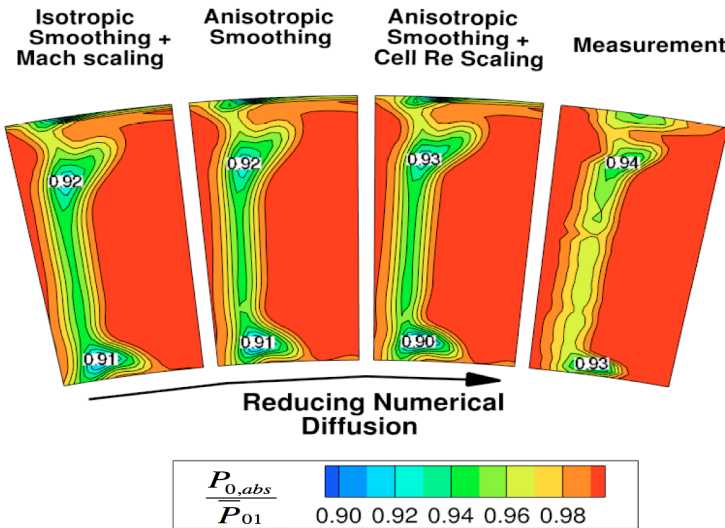 Isotropic
Smoothing +
Mach scaling
Anisotropic
Smoothing
Anisotropic
Smoothing +
Cell Re Scaling
Measurement
0.92
0.91
0.92
0.91
0.93
0.90
0.94
0.93
Reducing Numerical
Diffusion
P0,abs
P̅01
0.90 0.92 0.94 0.96 0.98